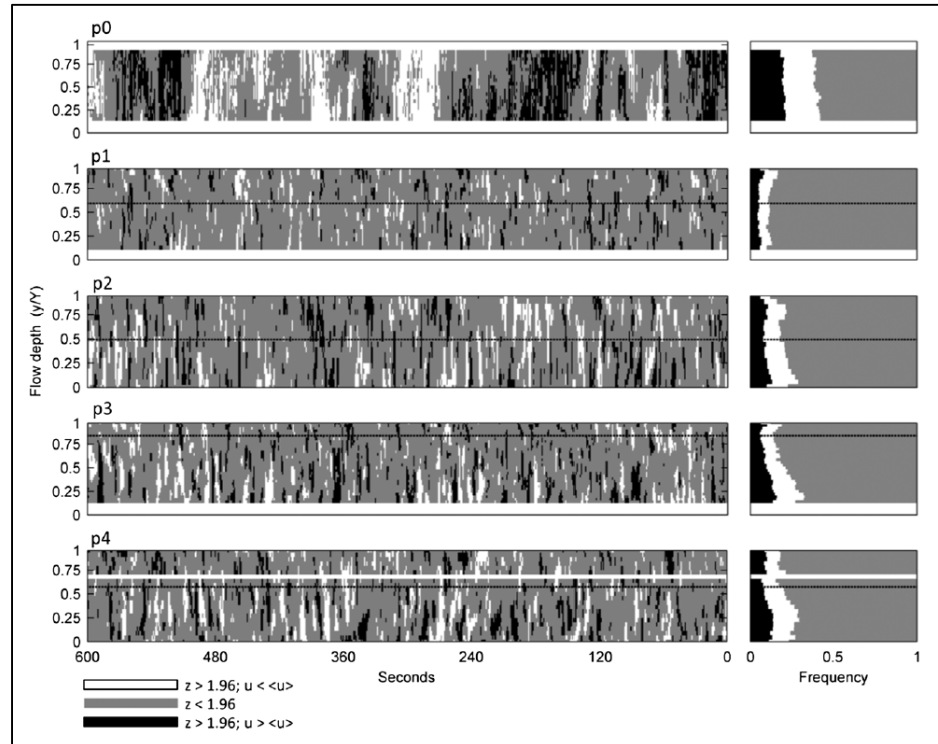 p0
1
0.75
0.5
0.25
0
p1
1
0.75
0.5
0.25
0
p2
1
0.75
0.5
0.25
0
p3
1
0.75
0.5
0.25
0
p4
1
0.75
0.5
0.25
0
Flow depth (y/Y)
600 480 360 240 120 0
Seconds
0 0.5 1
Frequency
z > 1.96; u < <u>
z < 1.96
z > 1.96; u > <u>